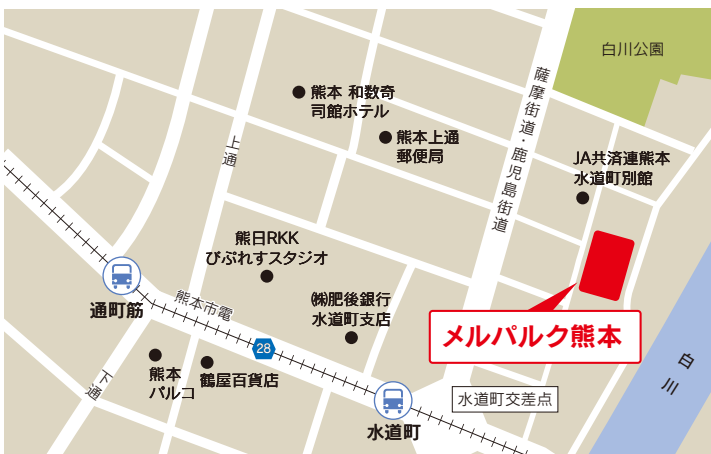 白川公園
熊本 和数奇
司館ホテル
熊本上通
郵便局
薩摩街道・鹿児島街道
上通
JA共済連熊本
水道町別館
熊日RKK
びぷれすスタジオ
通町筋
熊本市電
㈱肥後銀行
水道町支店
メルパルク熊本
28
熊本
パルコ
鶴屋百貨店
下通
水道町
水道町交差点
白川